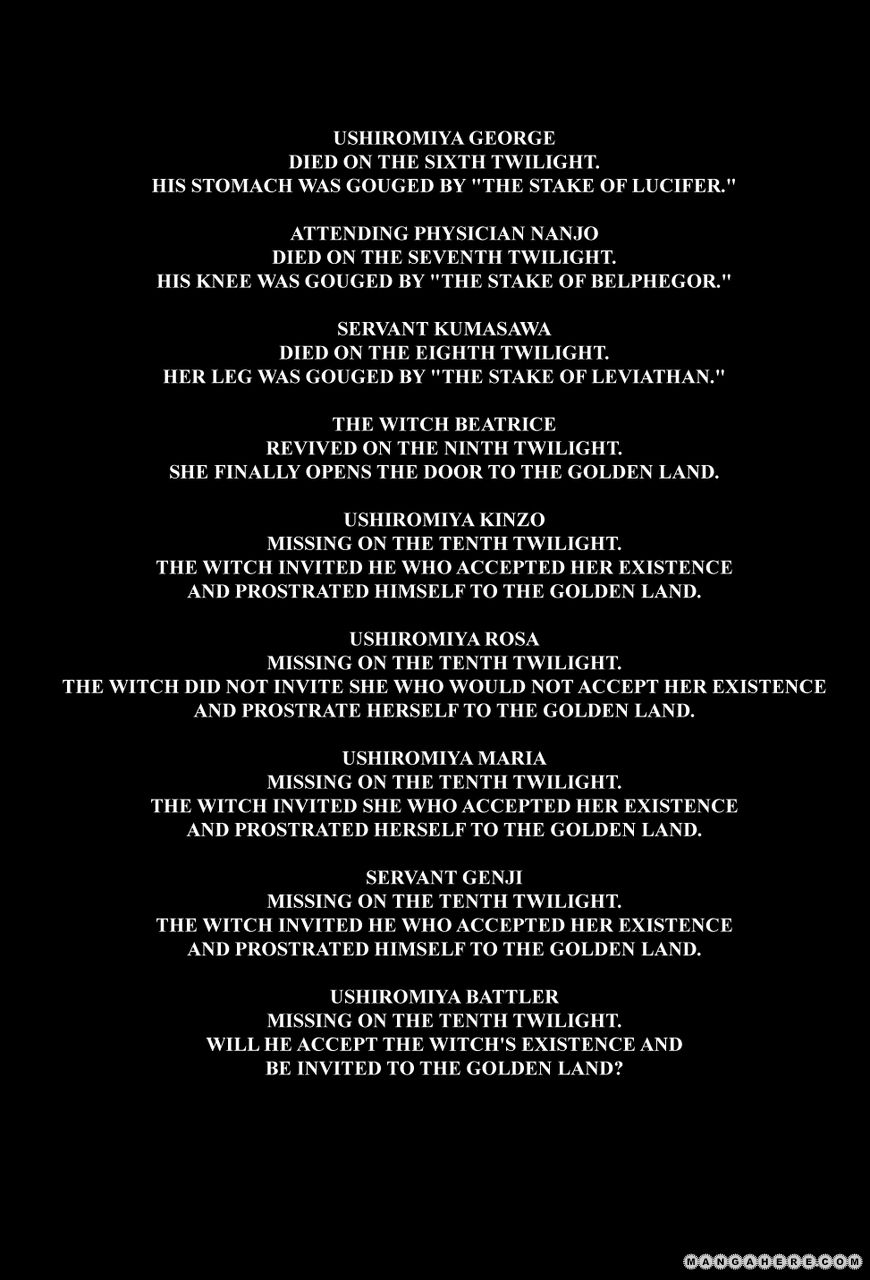 USHIROMIYA GEORGE
DIED ON THE SIXTH TWILIGHT.
HIS STOMACH WAS GOUGED BY "THE STAKE OF LUCIFER."
ATTENDING PHYSICIAN NANJO
DIED ON THE SEVENTH TWILIGHT.
HIS KNEE WAS GOUGED BY "THE STAKE OF BELPHEGOR."
SERVANT KUMASAWA
DIED ON THE EIGHTH TWILIGHT.
HER LEG WAS GOUGED BY "THE STAKE OF LEVIATHAN."
THE WITCH BEATRICE
REVIVED ON THE NINTH TWILIGHT.
SHE FINALLY OPENS THE DOOR TO THE GOLDEN LAND.
USHIROMIYA KINZO
MISSING ON THE TENTH TWILIGHT.
THE WITCH INVITED HE WHO ACCEPTED HER EXISTENCE
AND PROSTRATED HIMSELF TO THE GOLDEN LAND.
USHIROMIYA ROSA
MISSING ON THE TENTH TWILIGHT.
THE WITCH DID NOT INVITE SHE WHO WOULD NOT ACCEPT HER EXISTENCE
AND PROSTRATE HERSELF TO THE GOLDEN LAND.
USHIROMIYA MARIA
MISSING ON THE TENTH TWILIGHT.
THE WITCH INVITED SHE WHO ACCEPTED HER EXISTENCE
AND PROSTRATED HERSELF TO THE GOLDEN LAND.
SERVANT GENJI
MISSING ON THE TENTH TWILIGHT.
THE WITCH INVITED HE WHO ACCEPTED HER EXISTENCE
AND PROSTRATED HIMSELF TO THE GOLDEN LAND.
USHIROMIYA BATTLER
MISSING ON THE TENTH TWILIGHT.
WILL HE ACCEPT THE WITCH'S EXISTENCE AND
BE INVITED TO THE GOLDEN LAND?
MANGAHERE.COM